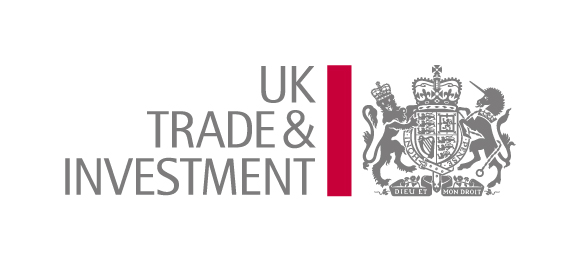 UK
TRADE &
INVESTMENT
DIEU ET MON DROIT